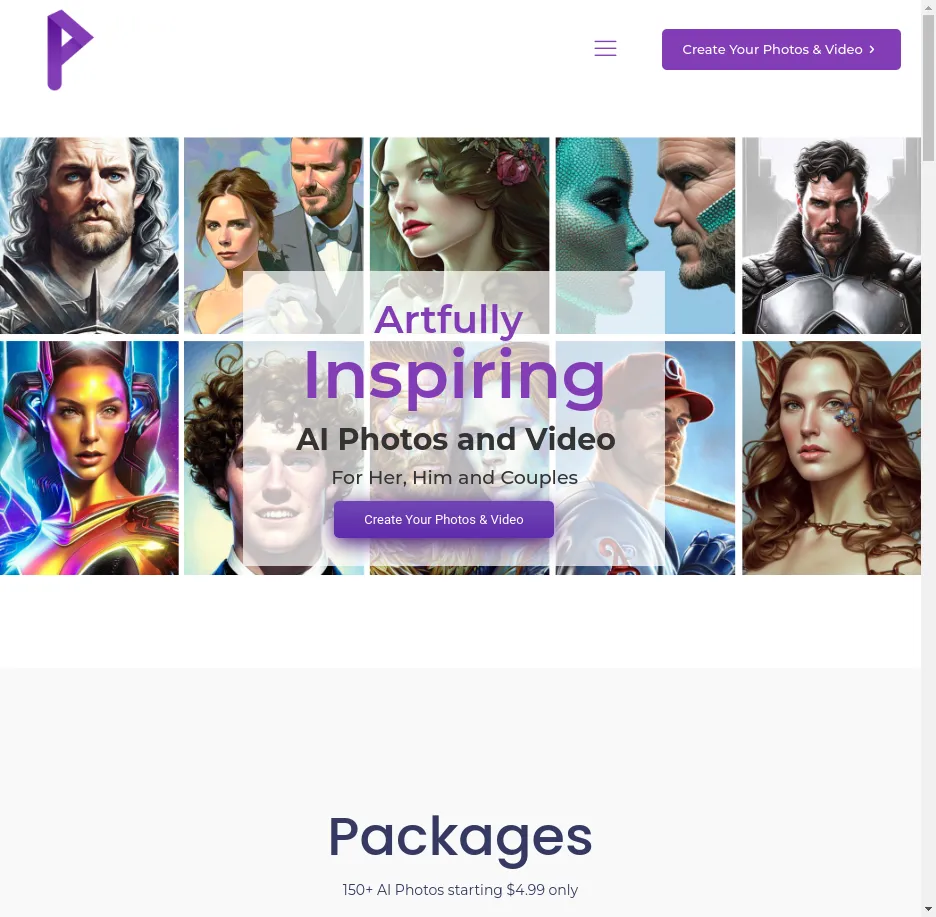 Create Your Photos & Video
Artfully
Inspiring
AI Photos and Video
For Her, Him and Couples
Create Your Photos & Video
Packages
150+ AI Photos starting $4.99 only